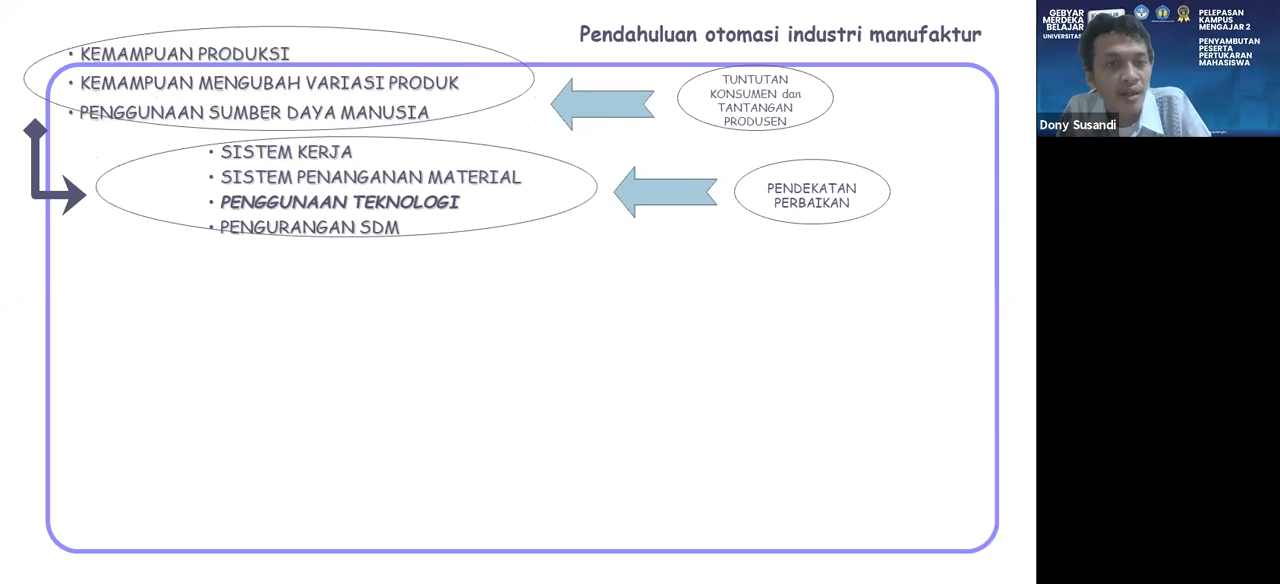 Pendahuluan otomasi industri manufaktur
• KEMAMPUAN PRODUKSI
• KEMAMPUAN MENGUBAH VARIASI PRODUK
• PENGGUNAAN SUMBER DAYA MANUSIA
TUNTUTAN
KONSUMEN dan
TANTANGAN
PRODUSEN
• SISTEM KERJA
• SISTEM PENANGANAN MATERIAL
• PENGGUNAAN TEKNOLOGI
• PENGURANGAN SDM
PENDEKATAN
PERBAIKAN
GEBYAR
MERDEKA
BELAJAR
UNIVERSITAS
PELEPASAN
KAMPUS
MENGAJAR 2
PENYAMBUTAN
PESERTA
PERTUKARAN
MAHASISWA
Dony Susandi